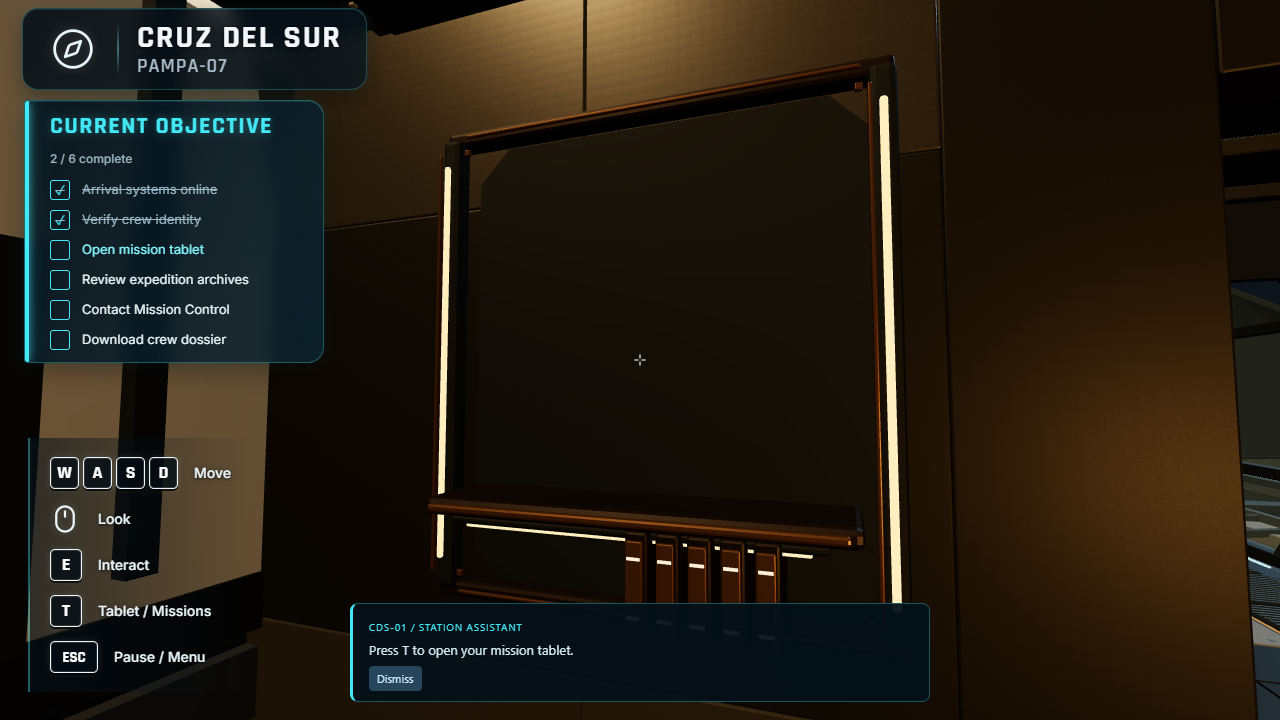 CRUZ DEL SUR
PAMPA-07
CURRENT OBJECTIVE
2 / 6 complete
Arrival systems online
Verify crew identity
Open mission tablet
Review expedition archives
Contact Mission Control
Download crew dossier
W A S D Move
Look
E Interact
T Tablet / Missions
ESC Pause / Menu
CDS-01 / STATION ASSISTANT
Press T to open your mission tablet.
Dismiss